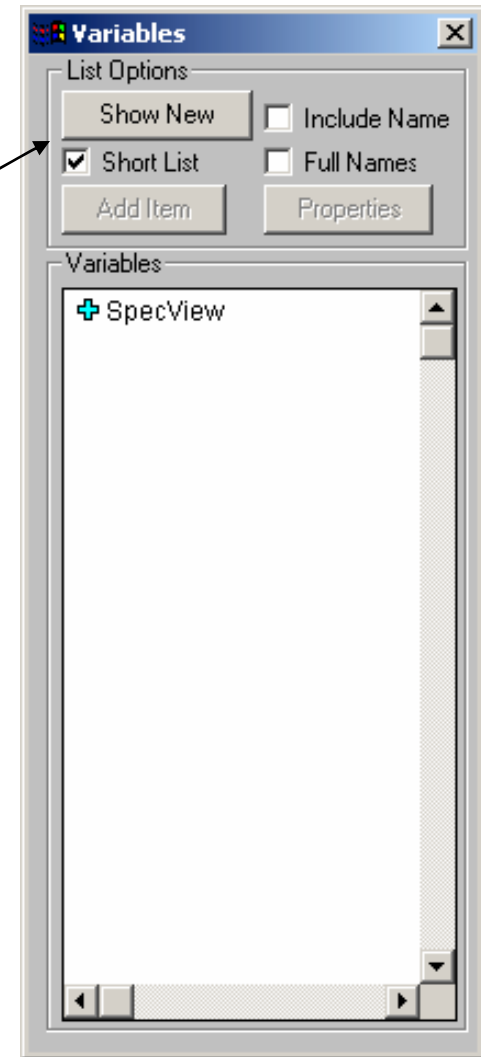 Variables
List Options
Show New
Include Name
Short List
Full Names
Add Item
Properties
Variables
SpecView